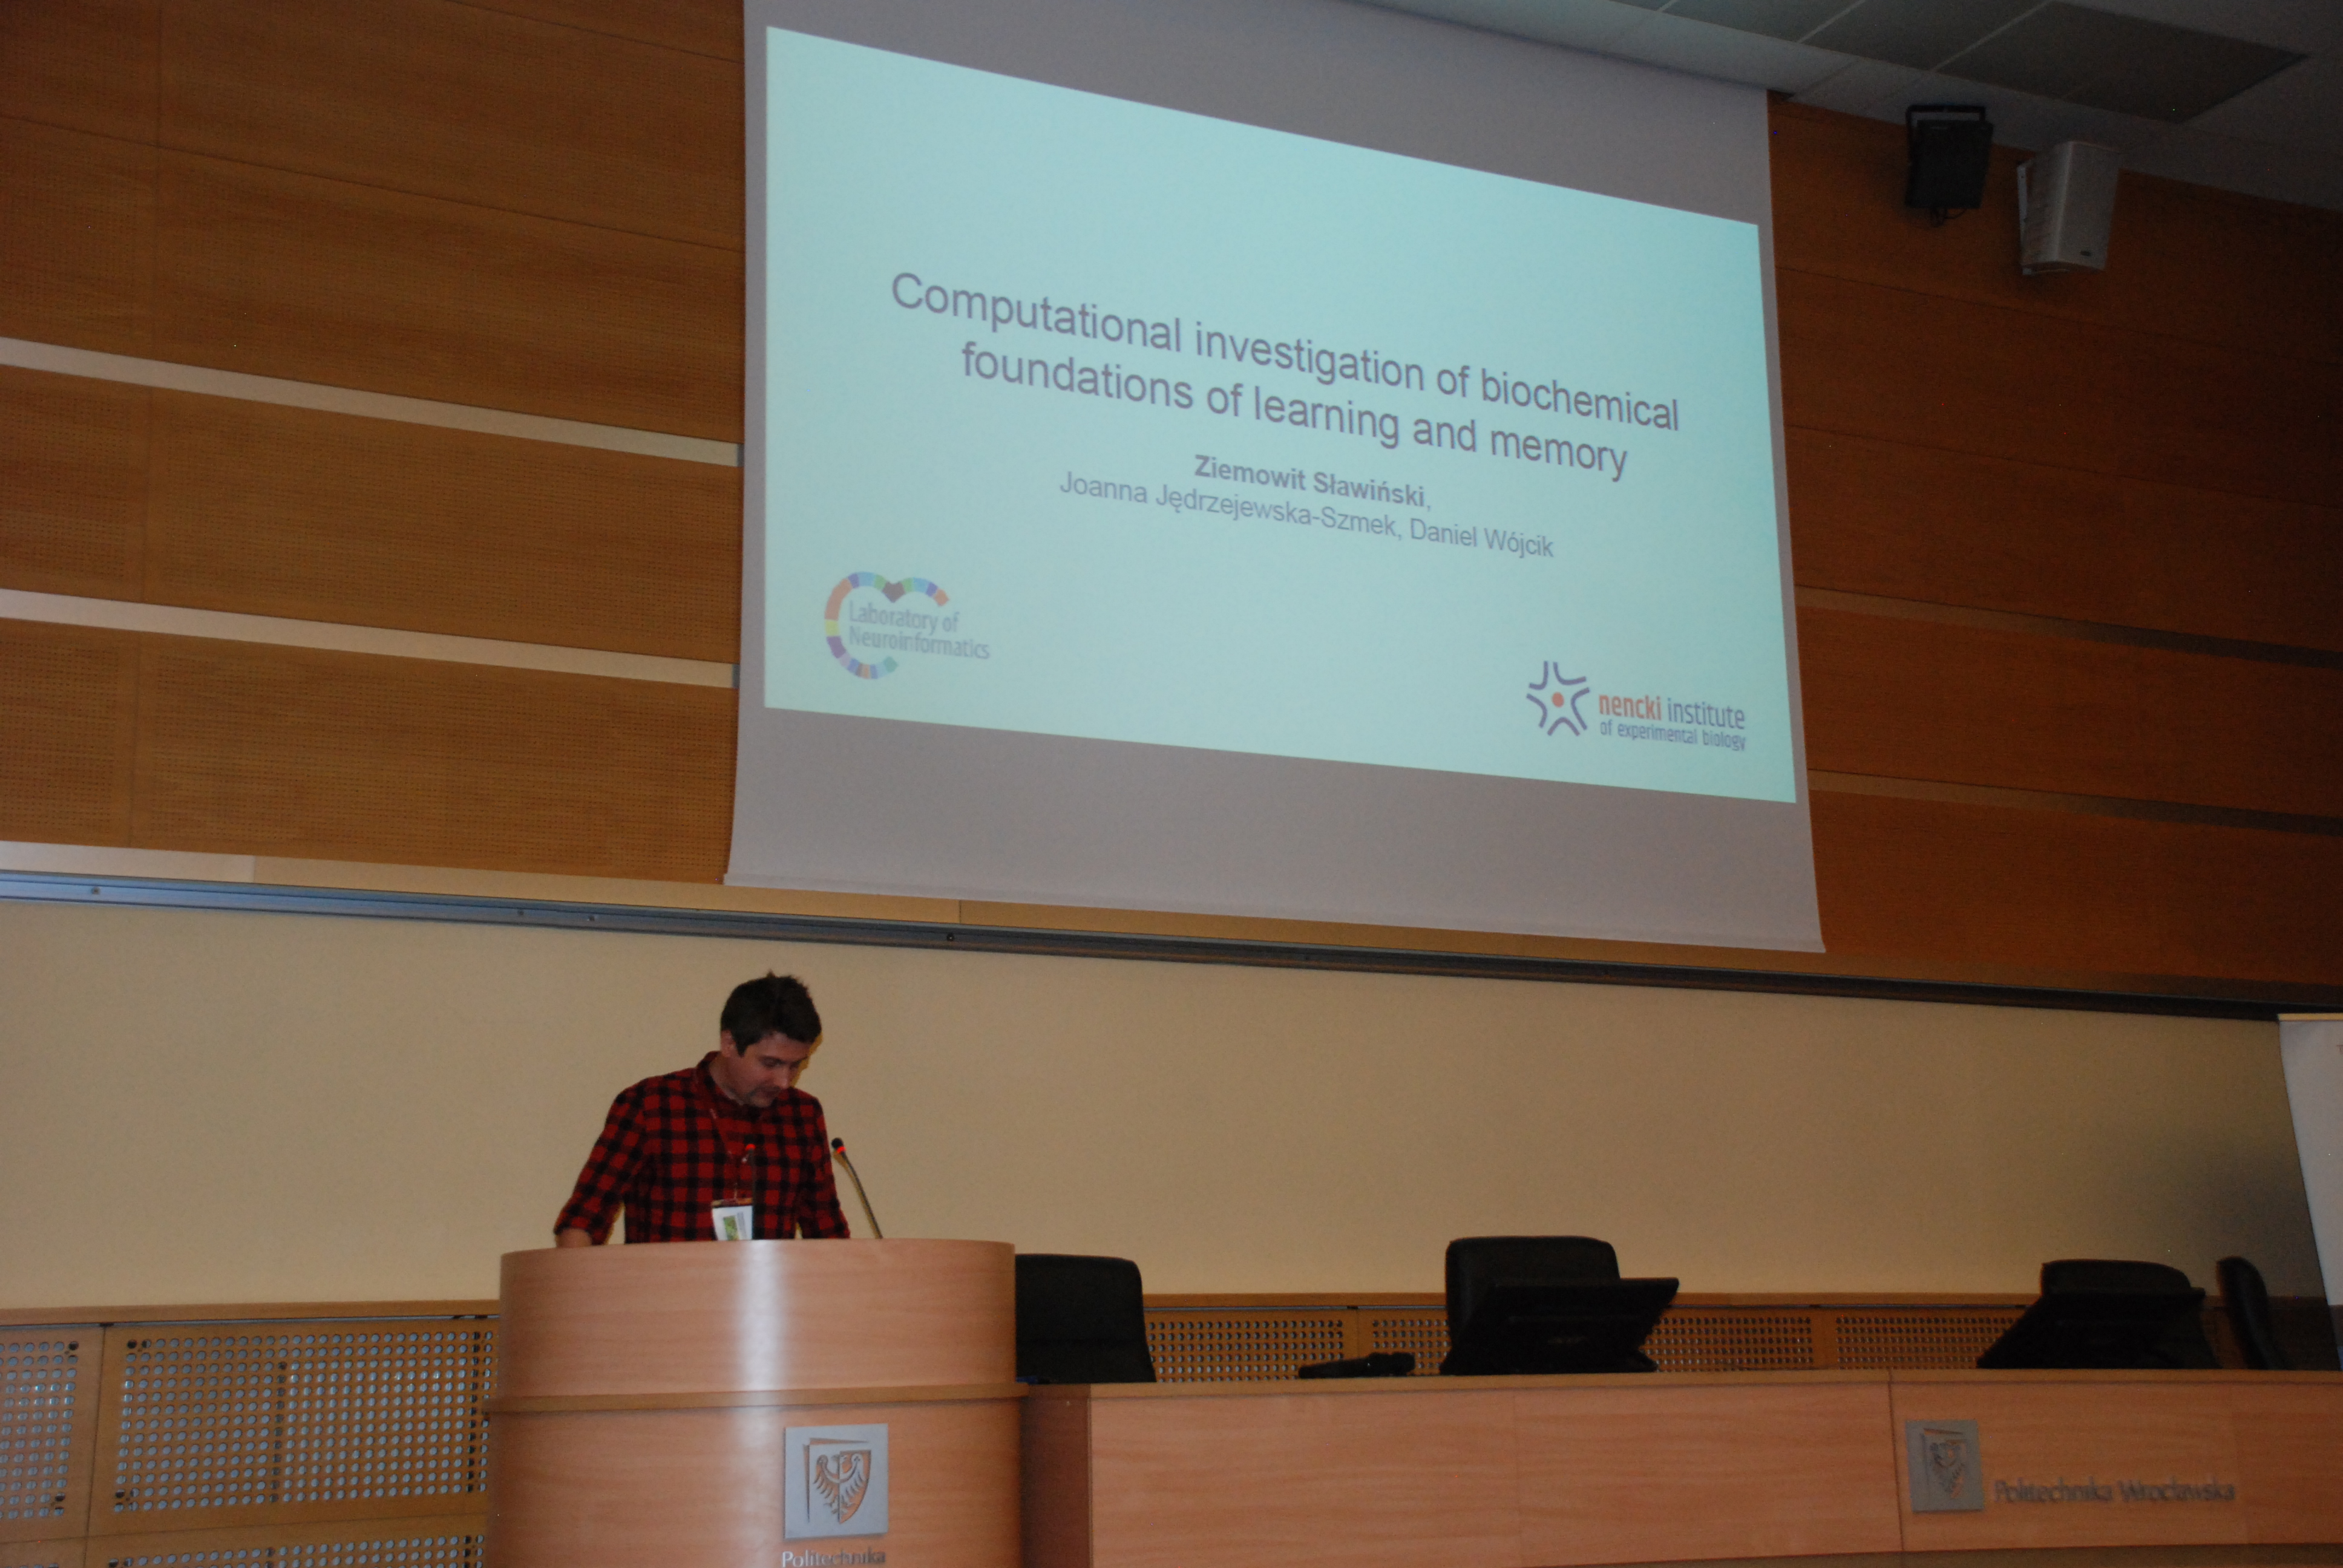 Computational investigation of biochemical
foundations of learning and memory
Ziemowit Sławiński,
Joanna Jędrzejewska-Szmek, Daniel Wójcik
Laboratory of
Neuroinformatics
nencki institute
of experimental biology
Politechnika
Politechnika Wrocławska